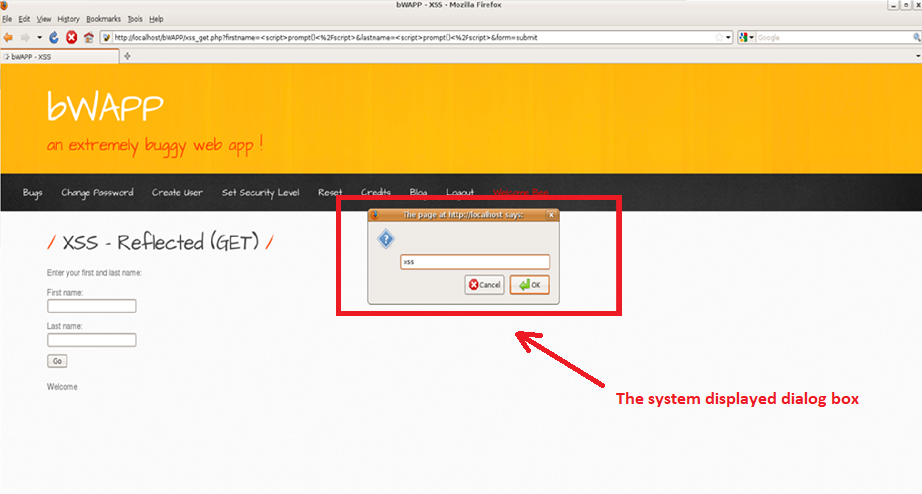 bWAPP - XSS - Mozilla Firefox
File Edit View History Bookmarks Tools Help
http://localhost/bWAPP/xss_get.php?firstname=<script>prompt()<%2Fscript>&lastname=<script>prompt()<%2Fscript>&form=submit
Google
bWAPP - XSS
bWAPP
an extremely buggy web app !
Bugs Change Password Create User Set Security Level Reset Credits Blog Logout Welcome Bee
The page at http://localhost says:
/ XSS - Reflected (GET) /
xss
Enter your first and last name:
Cancel OK
First name:
Last name:
Go
Welcome
The system displayed dialog box